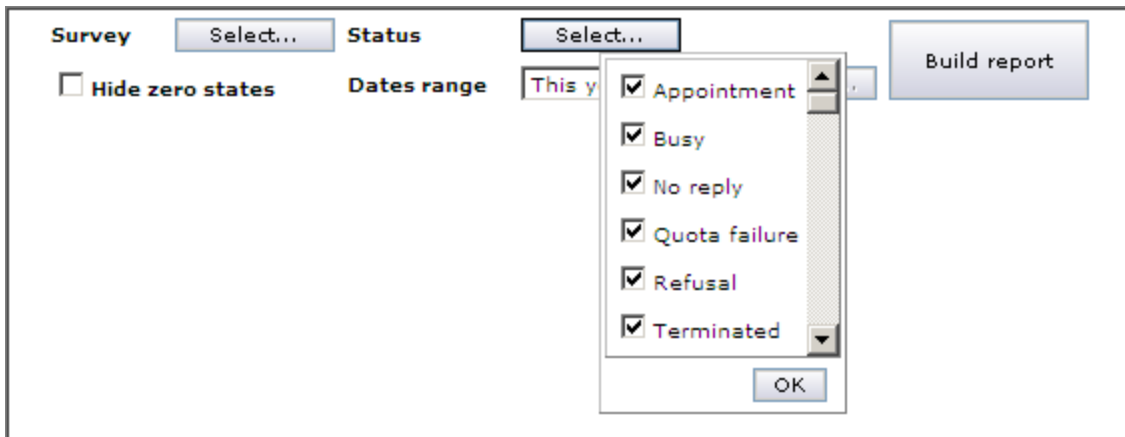 Survey Select... Status Select...
Build report
Hide zero states Dates range This y
Appointment
Busy
No reply
Quota failure
Refusal
Terminated
OK